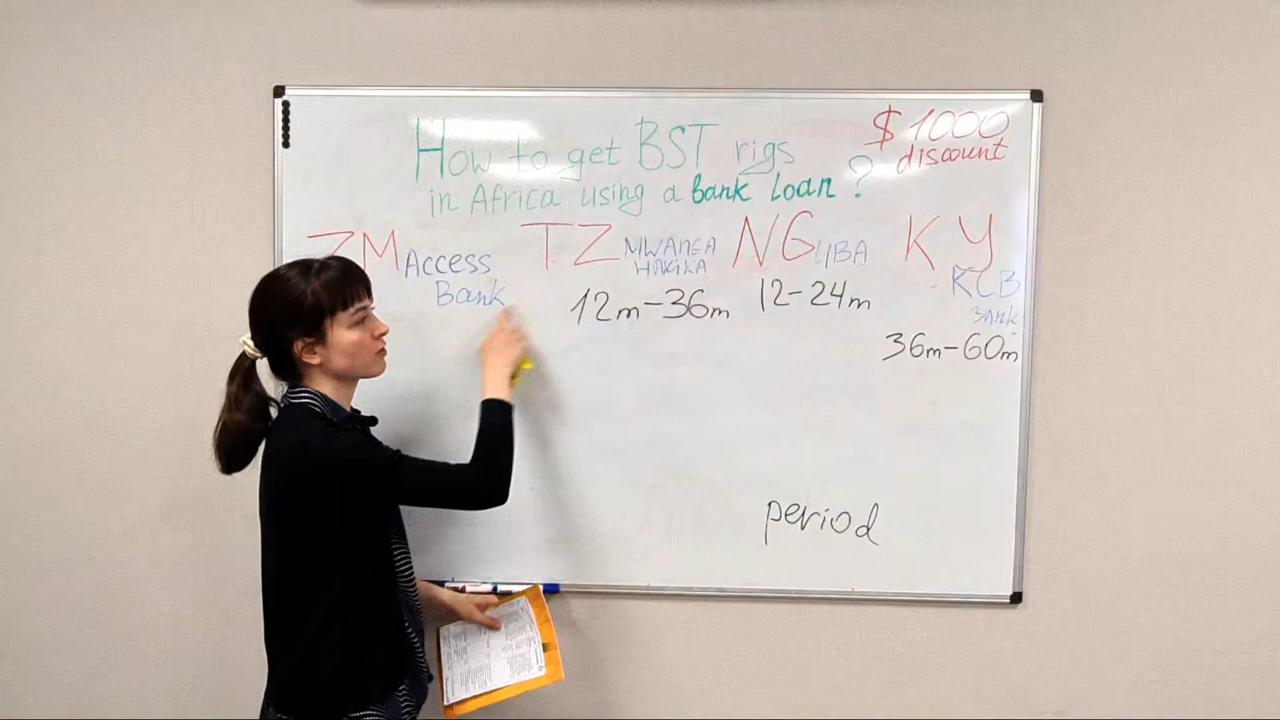 How to get BST rigs
in Africa using a bank loan?
$1000
discount
ZM Access
Bank
TZ MWANGA
HAKIKA
12m-36m
NG UBA
12-24m
KY
KCB
BANK
36m-60m
period